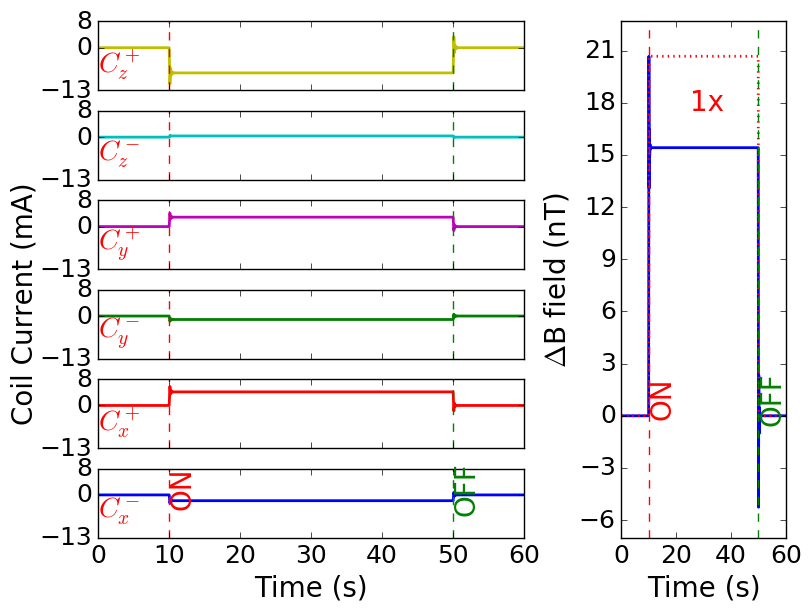 Coil Current (mA)
8
0
−13
C_z^+
8
0
−13
C_z^-
8
0
−13
C_y^+
8
0
−13
C_y^-
8
0
−13
C_x^+
8
0
−13
C_x^-
ON
OFF
0 10 20 30 40 50 60
Time (s)
ΔB field (nT)
21
18
15
12
9
6
3
0
−3
−6
1x
ON
OFF
0 20 40 60
Time (s)